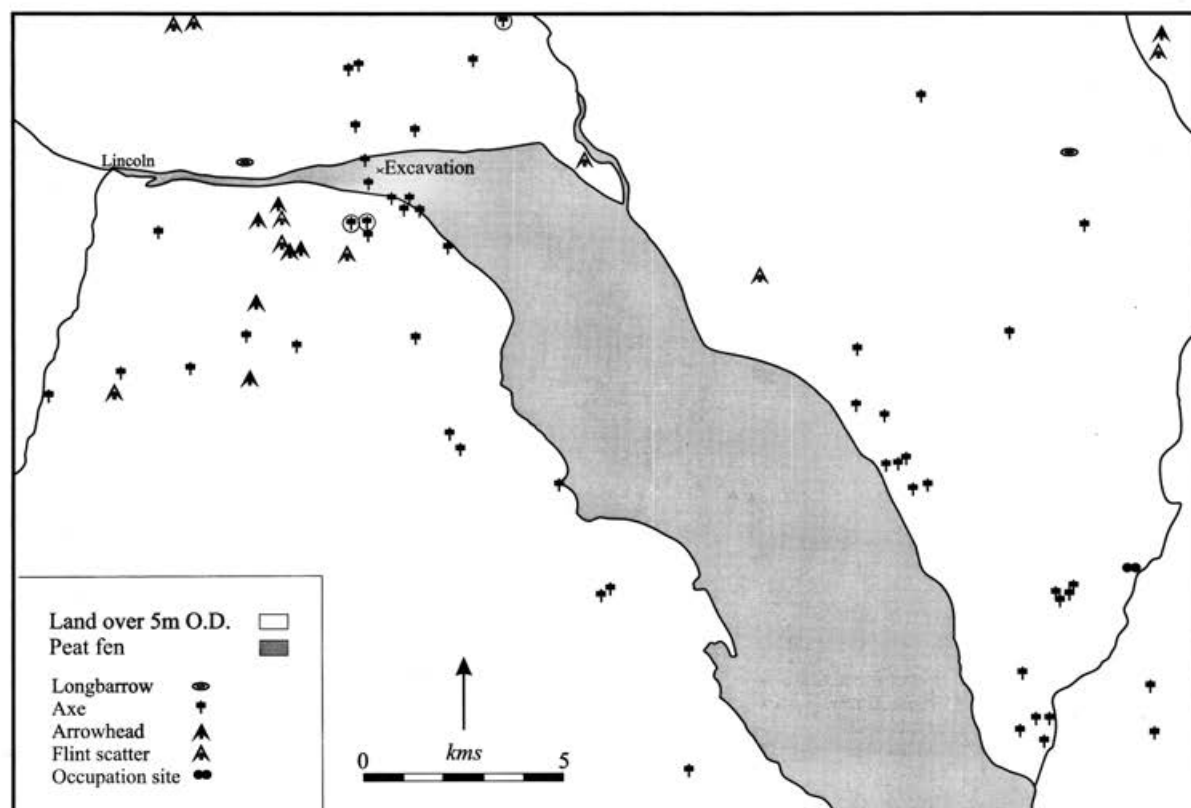 Lincoln
×Excavation
Land over 5m O.D.
Peat fen
Longbarrow
Axe
Arrowhead
Flint scatter
Occupation site
0 kms 5